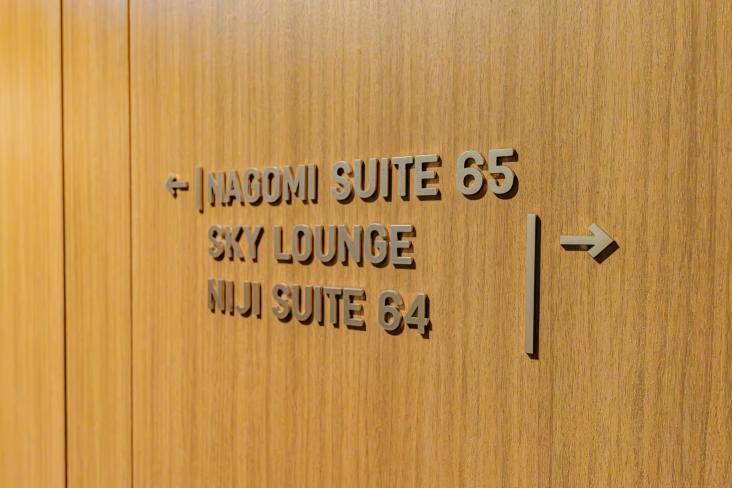 ← NAGOMI SUITE 65
SKY LOUNGE →
NIJI SUITE 64